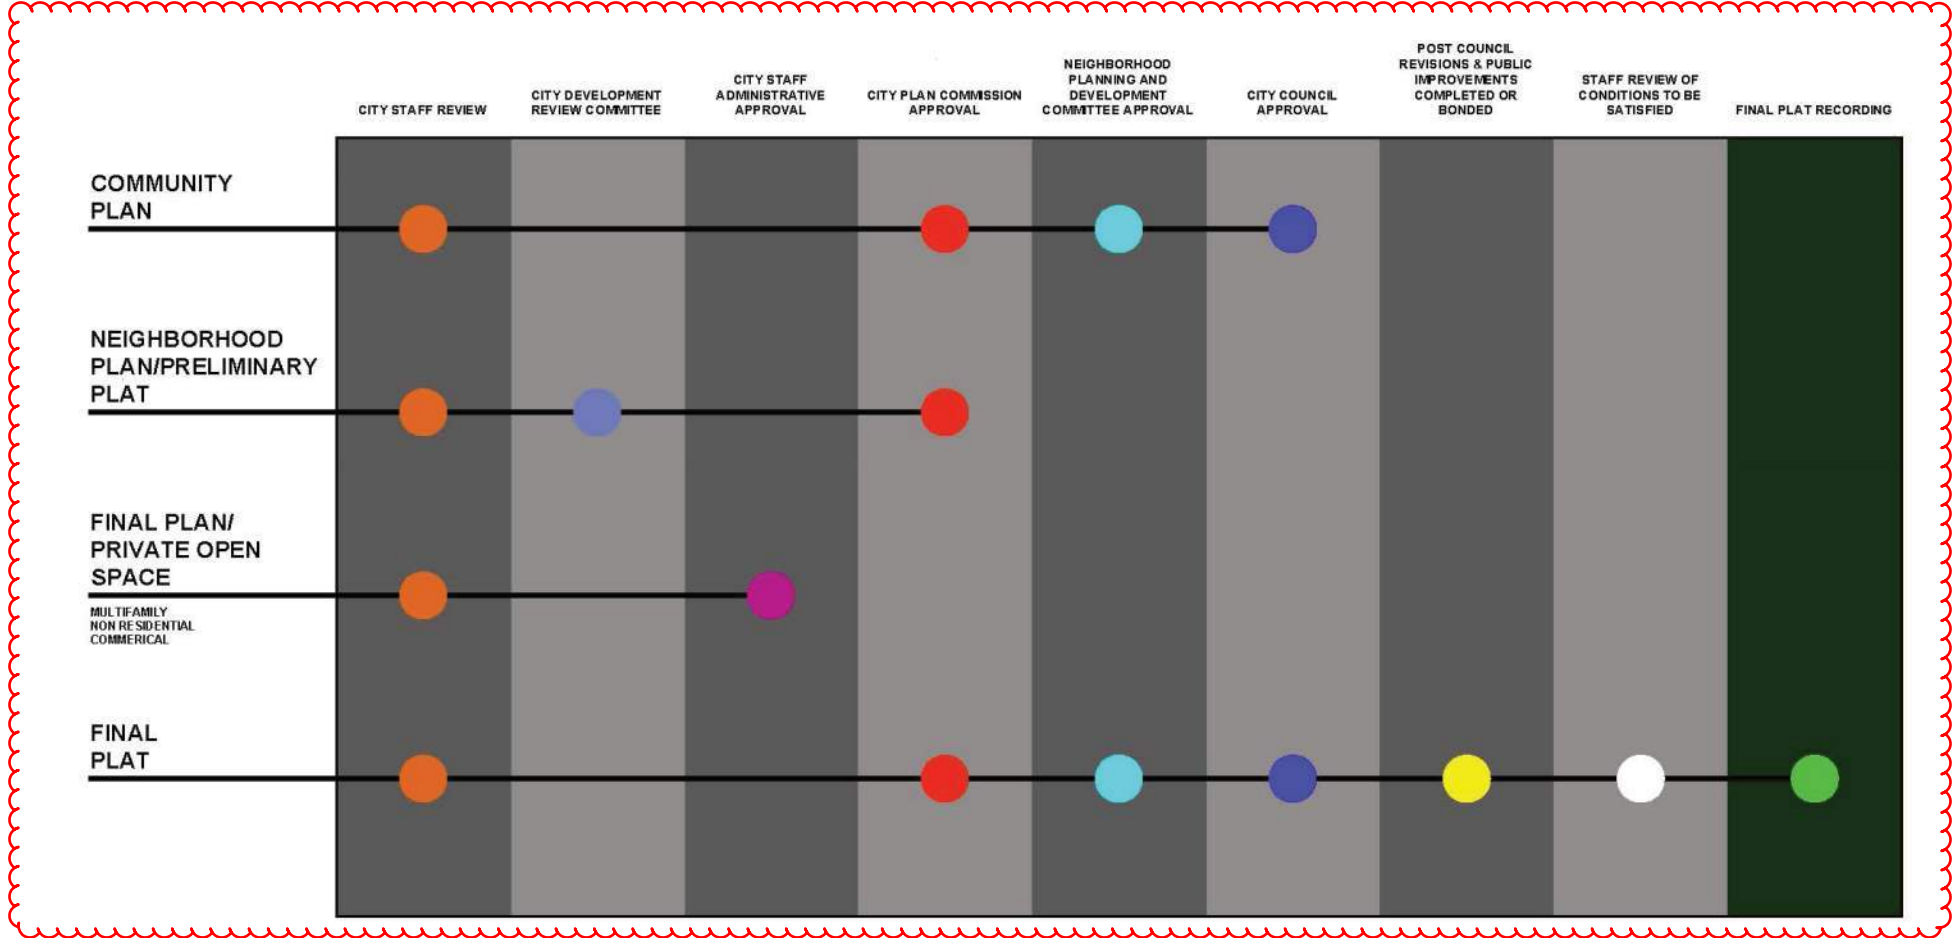 CITY STAFF REVIEW
CITY DEVELOPMENT
REVIEW COMMITTEE
CITY STAFF
ADMINISTRATIVE
APPROVAL
CITY PLAN COMMISSION
APPROVAL
NEIGHBORHOOD
PLANNING AND
DEVELOPMENT
COMMITTEE APPROVAL
CITY COUNCIL
APPROVAL
POST COUNCIL
REVISIONS & PUBLIC
IMPROVEMENTS
COMPLETED OR
BONDED
STAFF REVIEW OF
CONDITIONS TO BE
SATISFIED
FINAL PLAT RECORDING
COMMUNITY
PLAN
NEIGHBORHOOD
PLAN/PRELIMINARY
PLAT
FINAL PLAN/
PRIVATE OPEN
SPACE
MULTIFAMILY
NON RESIDENTIAL
COMMERICAL
FINAL
PLAT